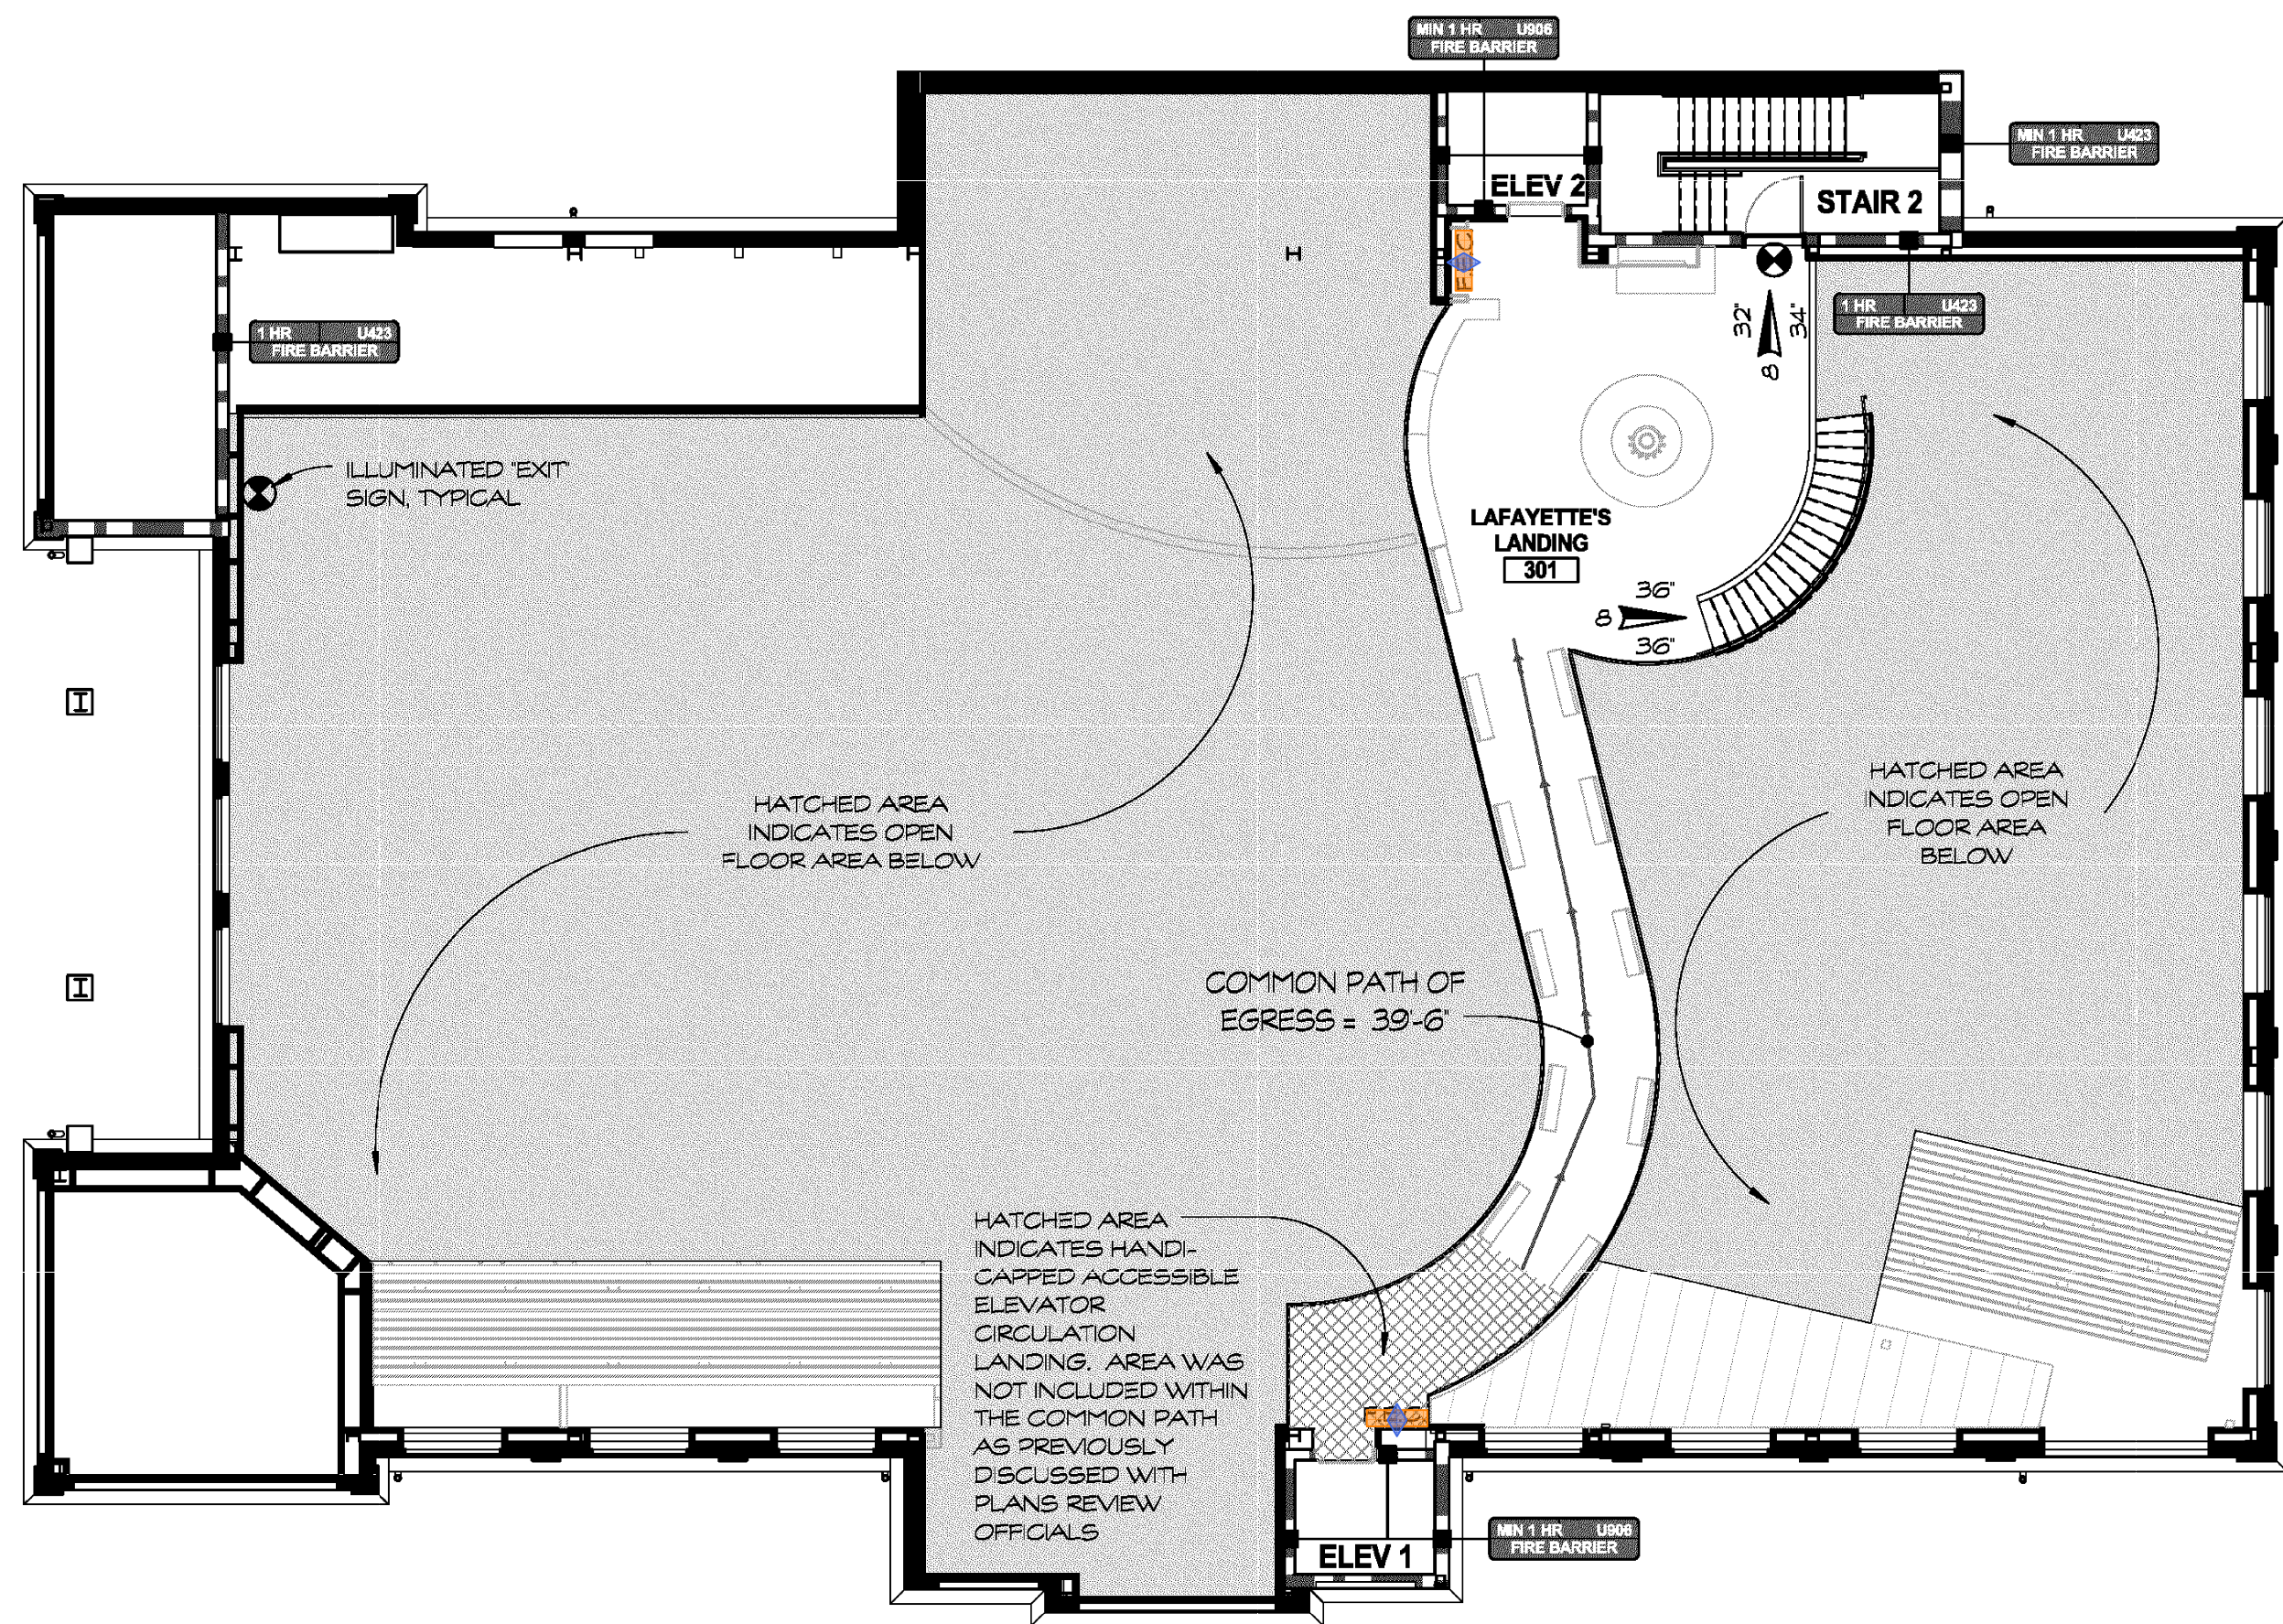 MIN 1 HR U906
FIRE BARRIER
MIN 1 HR U423
FIRE BARRIER
ELEV 2
STAIR 2
F.E.C
1 HR U423
FIRE BARRIER
1 HR U423
FIRE BARRIER
32"
34"
8
ILLUMINATED "EXIT"
SIGN, TYPICAL
LAFAYETTE'S
LANDING
301
36"
8
36"
HATCHED AREA
INDICATES OPEN
FLOOR AREA BELOW
HATCHED AREA
INDICATES OPEN
FLOOR AREA
BELOW
COMMON PATH OF
EGRESS = 39'-6"
HATCHED AREA
INDICATES HANDI-
CAPPED ACCESSIBLE
ELEVATOR
CIRCULATION
LANDING. AREA WAS
NOT INCLUDED WITHIN
THE COMMON PATH
AS PREVIOUSLY
DISCUSSED WITH
PLANS REVIEW
OFFICIALS
ELEV 1
MIN 1 HR U906
FIRE BARRIER